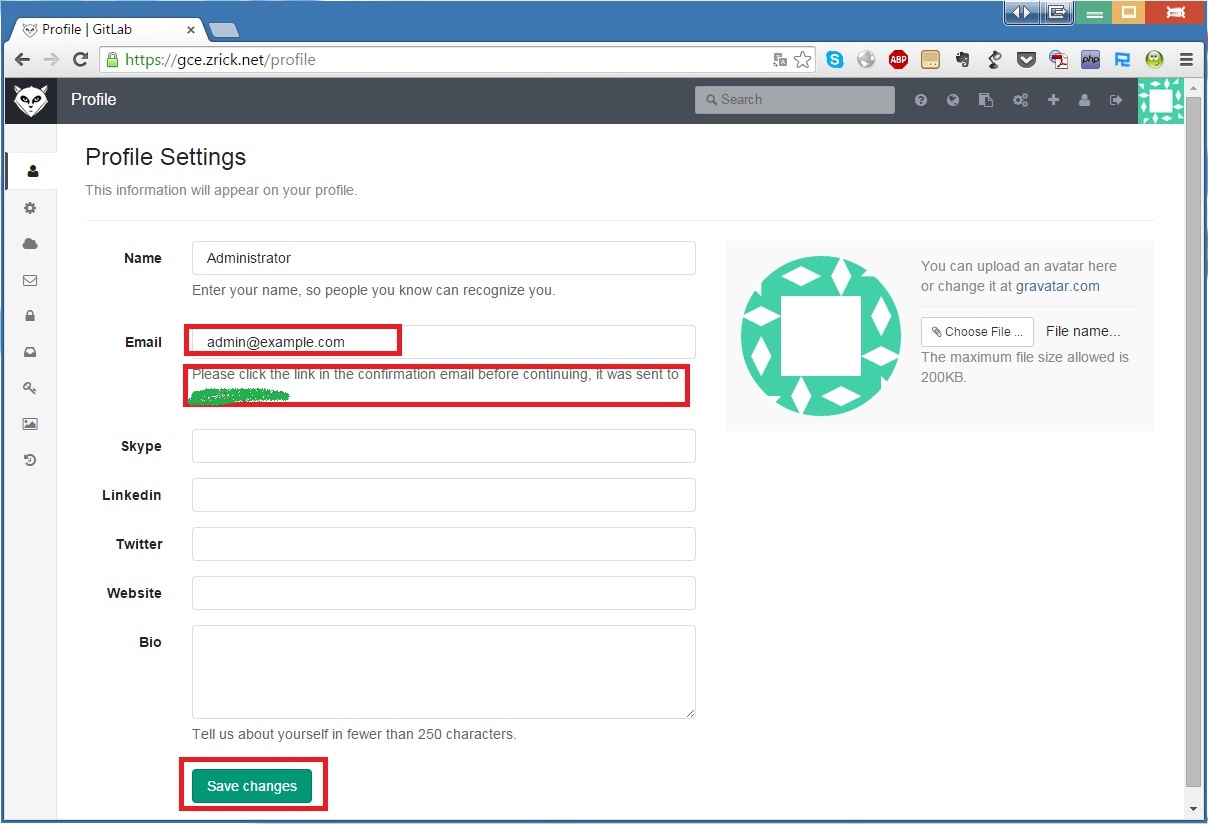 Profile | GitLab
https://gce.zrick.net/profile
ABP
php
Profile
Search
Profile Settings
This information will appear on your profile.
Name
Administrator
Enter your name, so people you know can recognize you.
Email
admin@example.com
Please click the link in the confirmation email before continuing, it was sent to
Skype
Linkedin
Twitter
Website
Bio
Tell us about yourself in fewer than 250 characters.
Save changes
You can upload an avatar here
or change it at gravatar.com
Choose File ... File name...
The maximum file size allowed is
200KB.